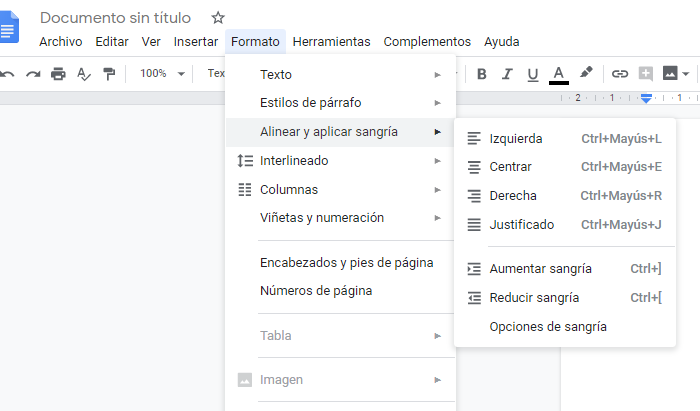 Documento sin título
Archivo Editar Ver Insertar Formato Herramientas Complementos Ayuda
100% Tex B I U A
2 1 1
Texto
Estilos de párrafo
Alinear y aplicar sangría
Interlineado
Columnas
Viñetas y numeración
Encabezados y pies de página
Números de página
Tabla
Imagen
Izquierda Ctrl+Mayús+L
Centrar Ctrl+Mayús+E
Derecha Ctrl+Mayús+R
Justificado Ctrl+Mayús+J
Aumentar sangría Ctrl+]
Reducir sangría Ctrl+[
Opciones de sangría